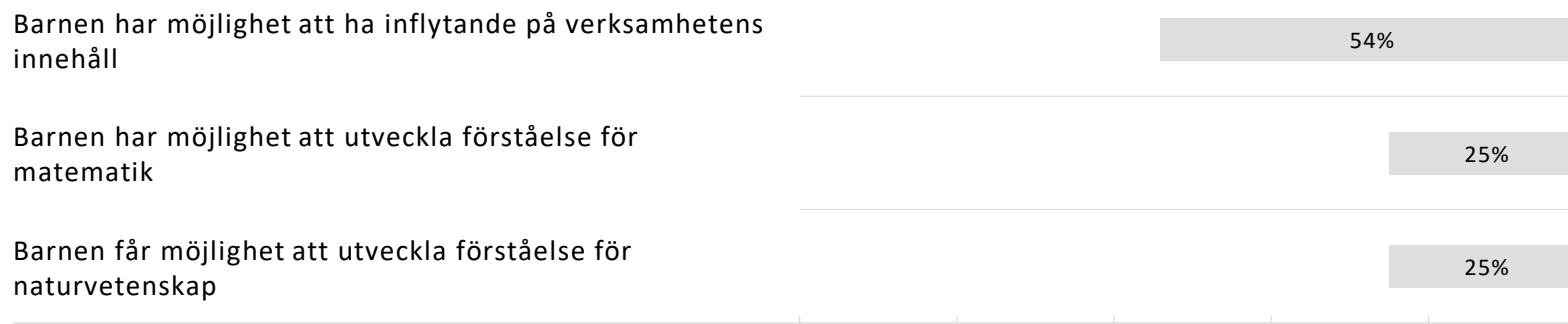 Barnen har möjlighet att ha inflytande på verksamhetens
innehåll
54%
Barnen har möjlighet att utveckla förståelse för
matematik
25%
Barnen får möjlighet att utveckla förståelse för
naturvetenskap
25%